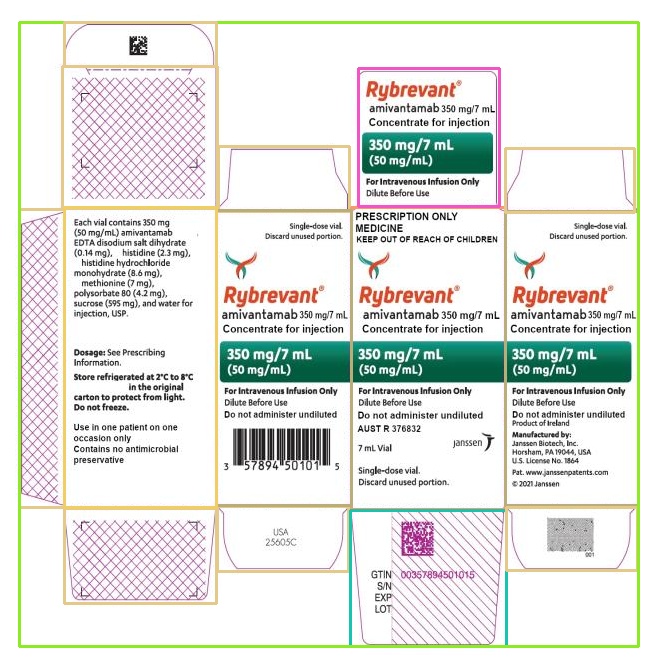 Rybrevant®
amivantamab 350 mg/7 mL
Concentrate for injection
350 mg/7 mL
(50 mg/mL)
For Intravenous Infusion Only
Dilute Before Use
Each vial contains 350 mg
(50 mg/mL) amivantamab
EDTA disodium salt dihydrate
(0.14 mg), histidine (2.3 mg),
histidine hydrochloride
monohydrate (8.6 mg),
methionine (7 mg),
polysorbate 80 (4.2 mg),
sucrose (595 mg), and water for
injection, USP.
Dosage: See Prescribing
Information.
Store refrigerated at 2°C to 8°C
in the original
carton to protect from light.
Do not freeze.
Use in one patient on one
occasion only
Contains no antimicrobial
preservative
Single-dose vial.
Discard unused portion.
Rybrevant®
amivantamab 350 mg/7 mL
Concentrate for injection
350 mg/7 mL
(50 mg/mL)
For Intravenous Infusion Only
Dilute Before Use
Do not administer undiluted
3 57894 50101 5
PRESCRIPTION ONLY
MEDICINE
KEEP OUT OF REACH OF CHILDREN
Rybrevant®
amivantamab 350 mg/7 mL
Concentrate for injection
350 mg/7 mL
(50 mg/mL)
For Intravenous Infusion Only
Dilute Before Use
Do not administer undiluted
AUST R 376832
7 mL Vial
janssen
Single-dose vial.
Discard unused portion.
Single-dose vial.
Discard unused portion.
Rybrevant®
amivantamab 350 mg/7 mL
Concentrate for injection
350 mg/7 mL
(50 mg/mL)
For Intravenous Infusion Only
Dilute Before Use
Do not administer undiluted
Product of Ireland
Manufactured by:
Janssen Biotech, Inc.
Horsham, PA 19044, USA
U.S. License No. 1864
Pat. www.janssenpatents.com
© 2021 Janssen
USA
25605C
GTIN 00357894501015
S/N
EXP
LOT
001